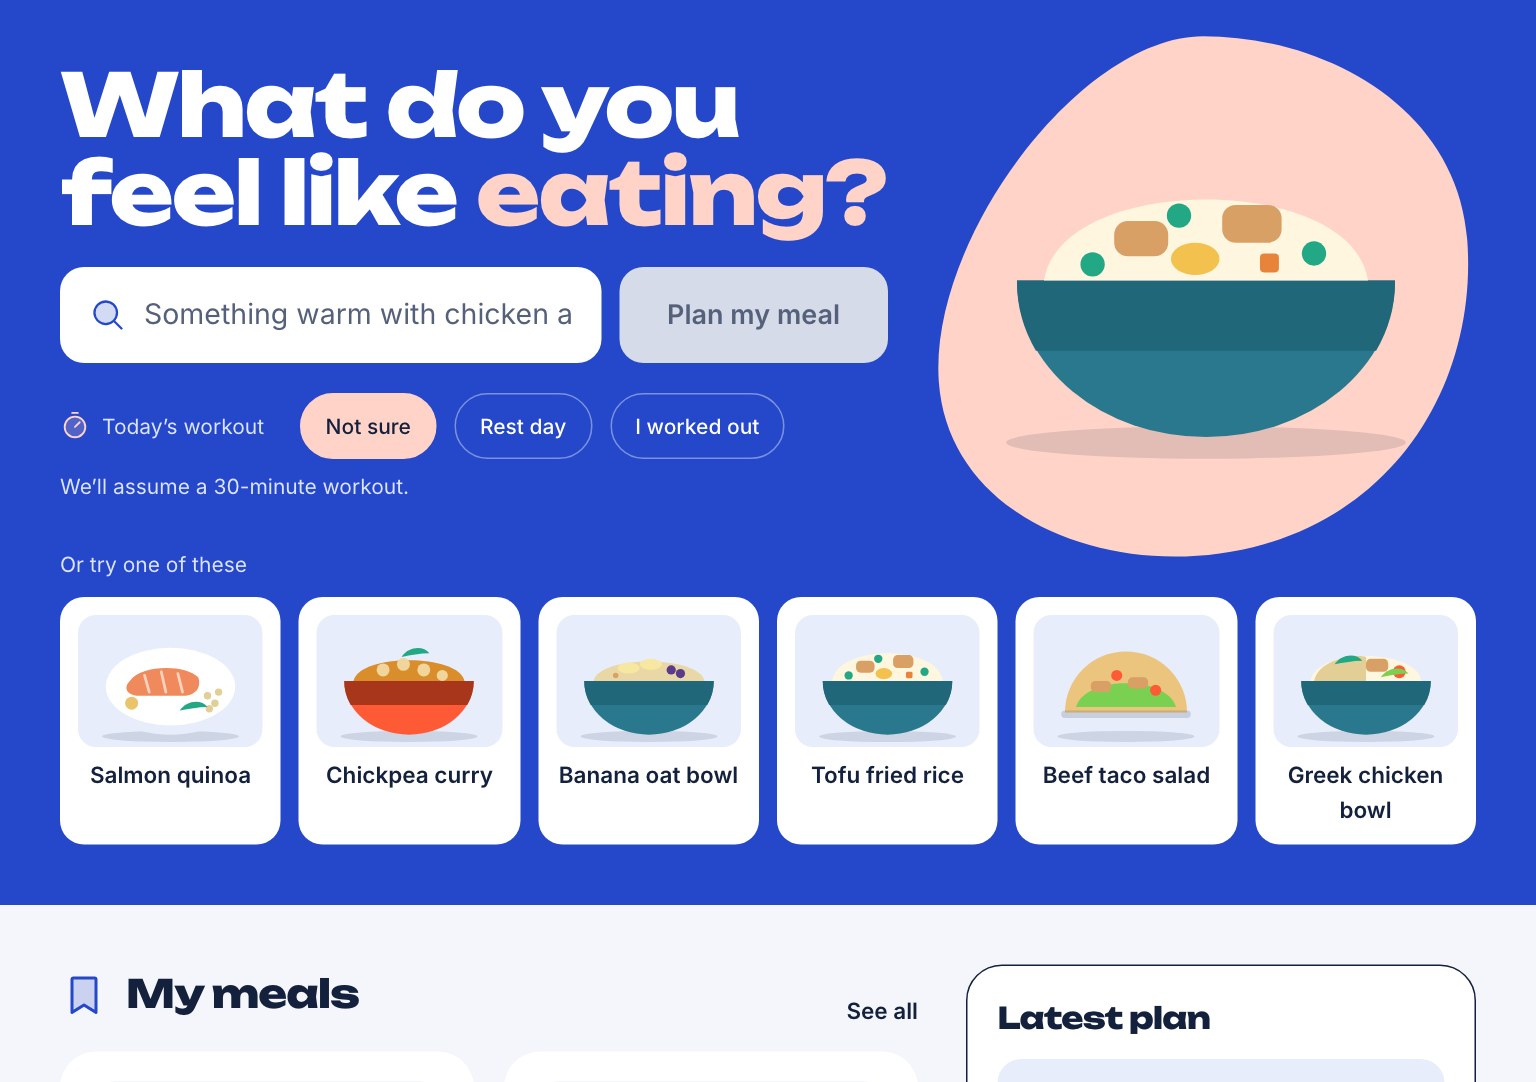 What do you
feel like eating?
Something warm with chicken a
Plan my meal
Today’s workout
Not sure
Rest day
I worked out
We’ll assume a 30-minute workout.
Or try one of these
Salmon quinoa
Chickpea curry
Banana oat bowl
Tofu fried rice
Beef taco salad
Greek chicken
bowl
My meals
See all
Latest plan